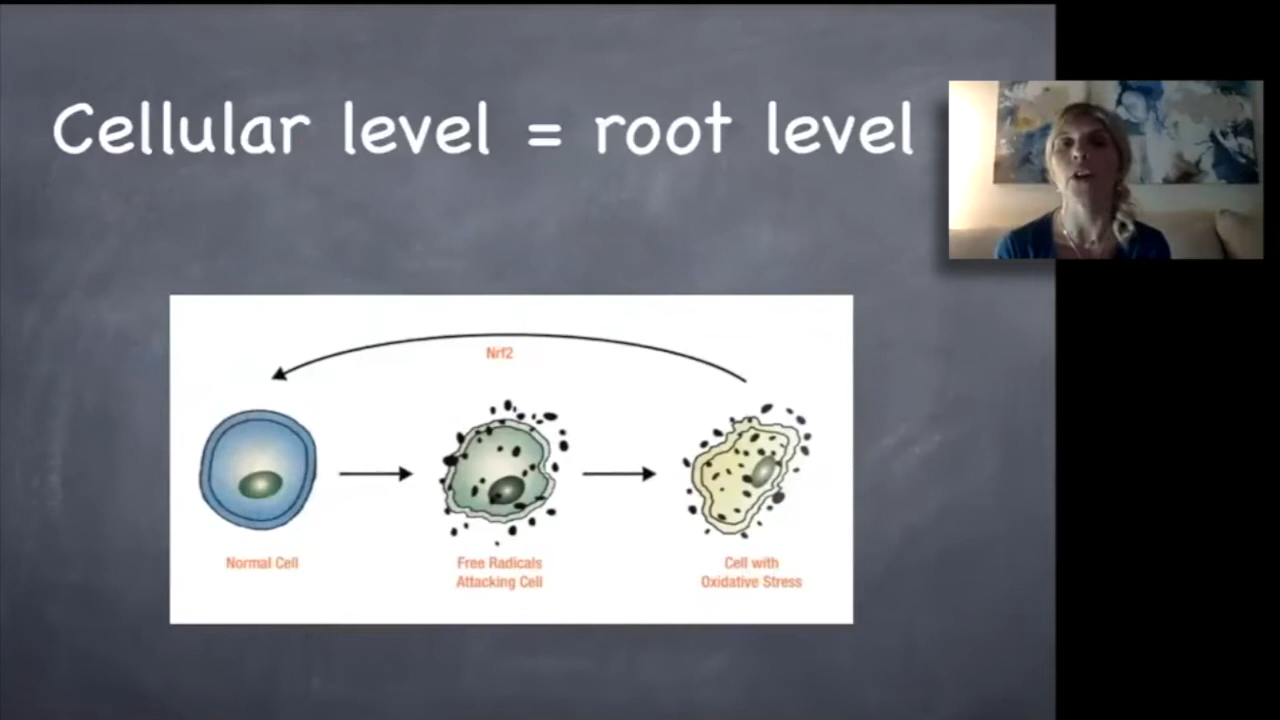 Cellular level = root level
Nrf2
Normal Cell
Free Radicals
Attacking Cell
Cell with
Oxidative Stress